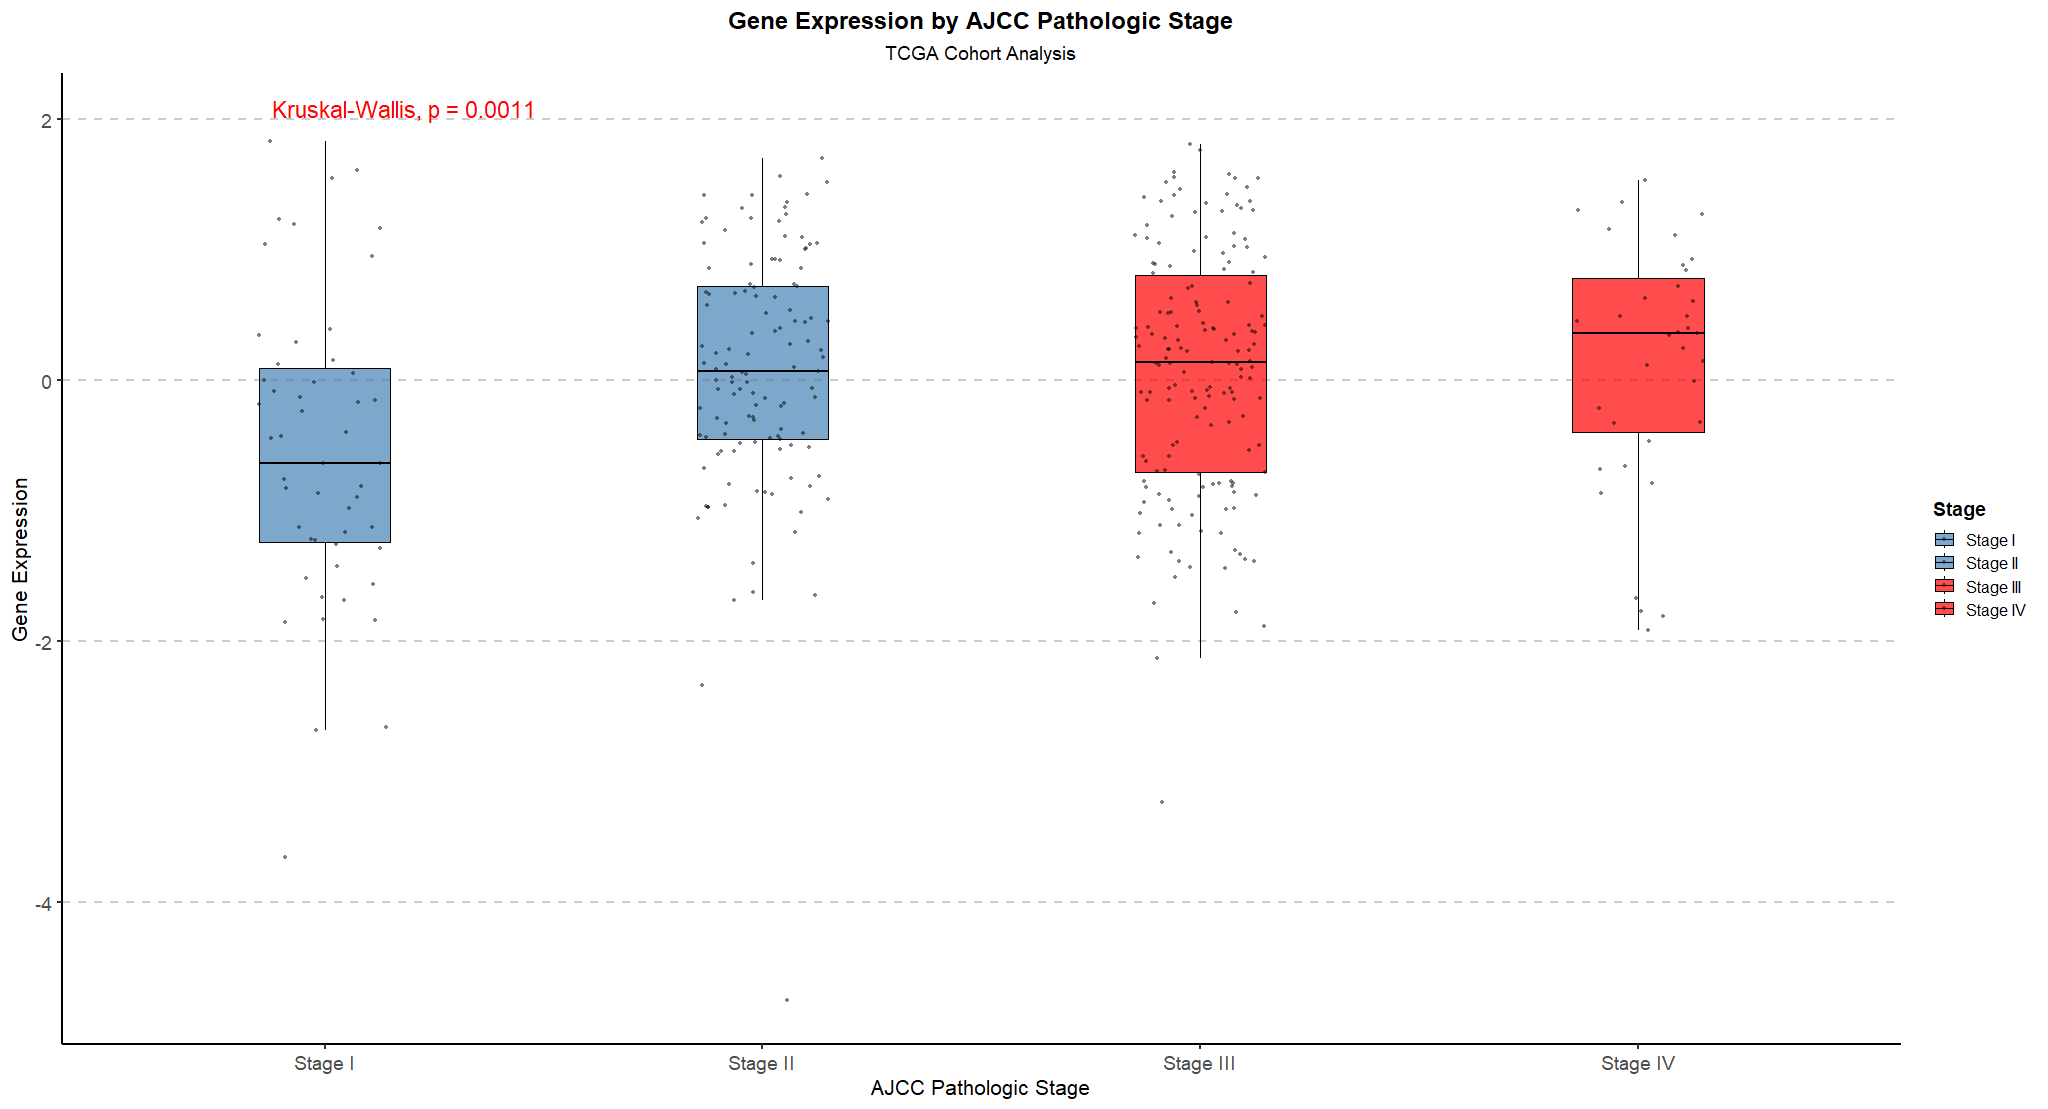 Gene Expression by AJCC Pathologic Stage
TCGA Cohort Analysis
Kruskal-Wallis, p = 0.0011
Gene Expression
2
0
-2
-4
Stage I
Stage II
Stage III
Stage IV
AJCC Pathologic Stage
Stage
Stage I
Stage II
Stage III
Stage IV